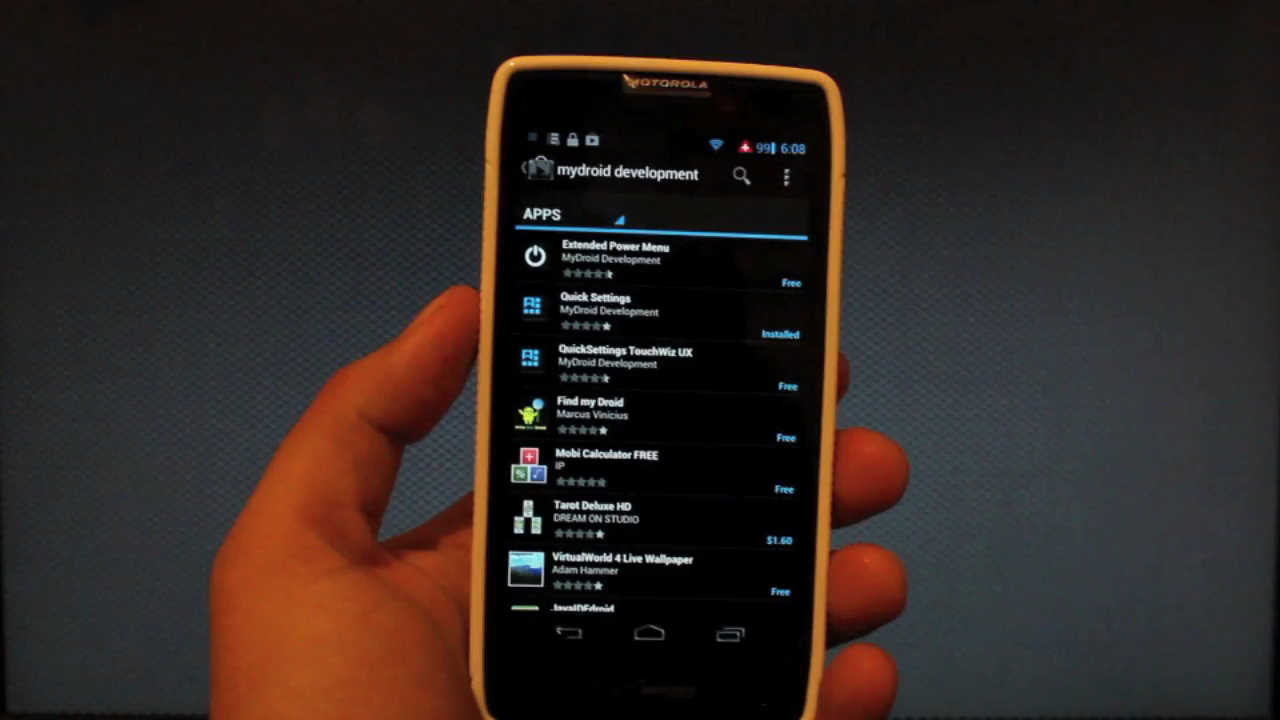 MOTOROLA
99 6:08
mydroid development
APPS
Extended Power Menu
MyDroid Development
Free
Quick Settings
MyDroid Development
Installed
QuickSettings TouchWiz UX
MyDroid Development
Free
Find my Droid
Marcus Vinicius
Free
Mobi Calculator FREE
IP
Free
Tarot Deluxe HD
DREAM ON STUDIO
$1.60
VirtualWorld 4 Live Wallpaper
Adam Hammer
Free
JavaIDEdroid